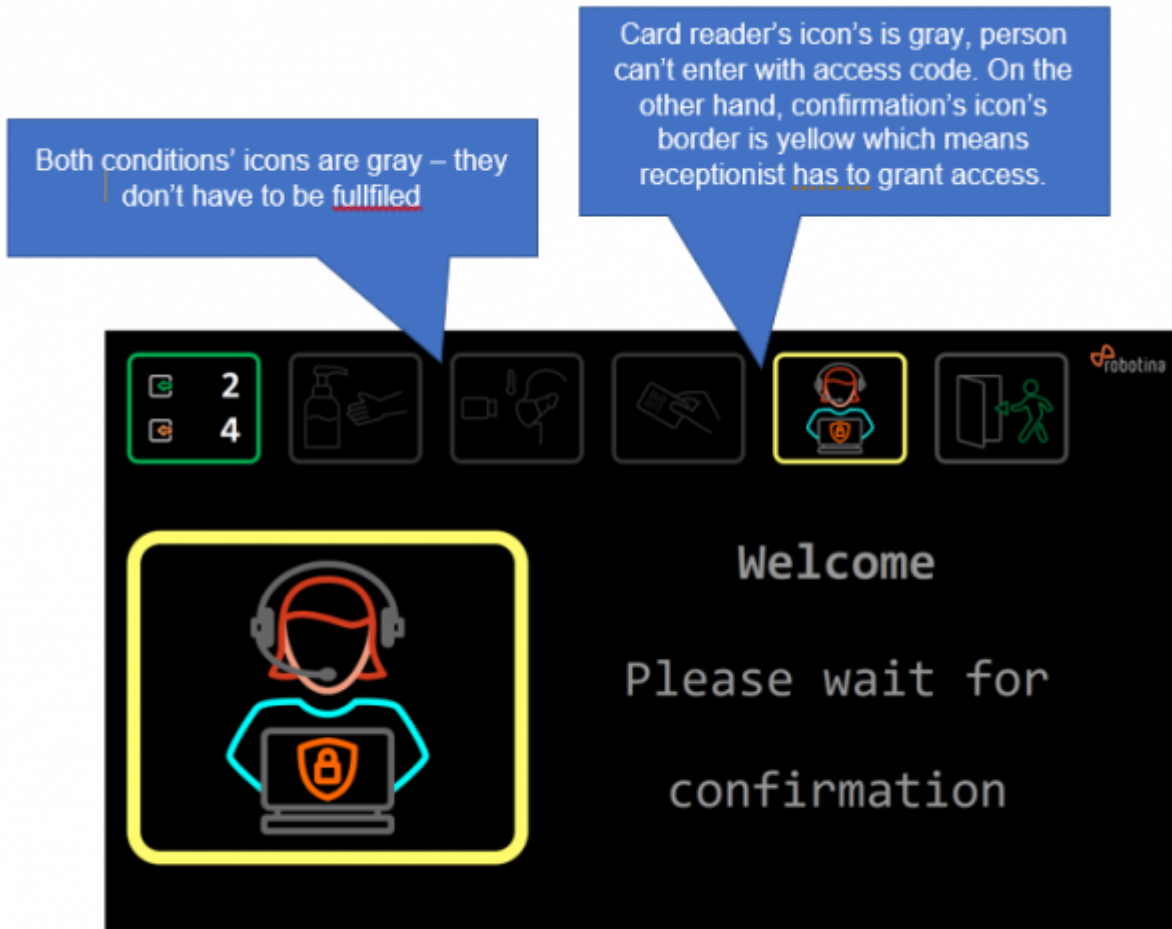 Card reader's icon's is gray, person
can't enter with access code. On the
other hand, confirmation's icon's
border is yellow which means
receptionist has to grant access.
Both conditions' icons are gray – they
don't have to be fullfiled
2
4
robotina
Welcome
Please wait for
confirmation